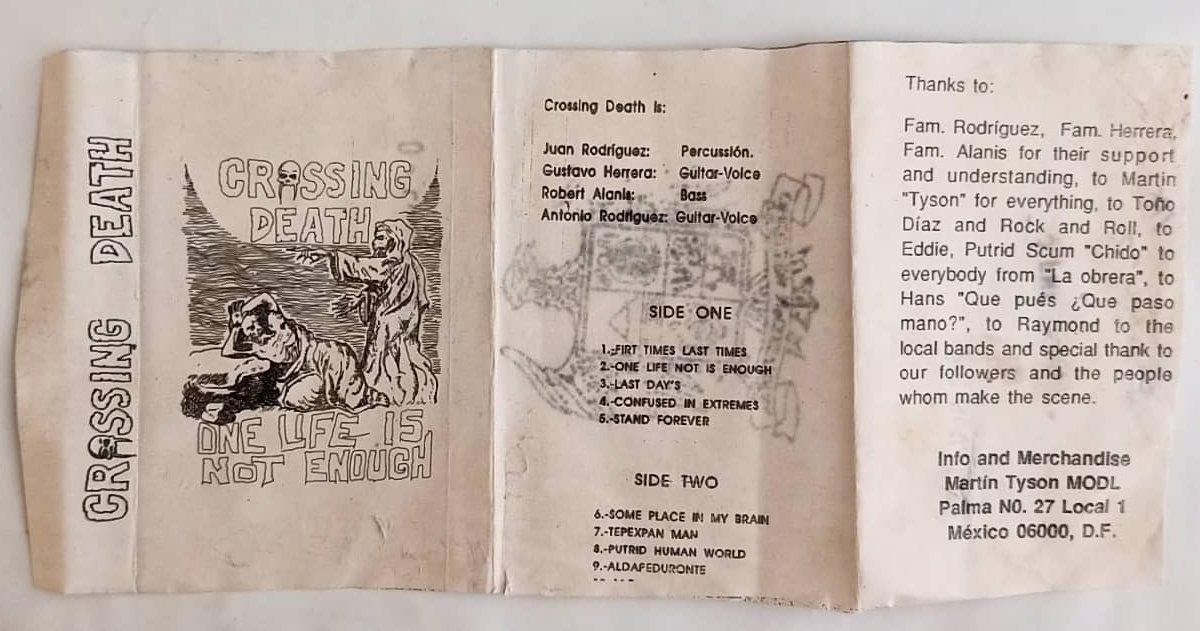 CROSSING DEATH
CROSSING
DEATH
ONE LIFE IS
NOT ENOUGH
Crossing Death is:
Juan Rodríguez: Percussión.
Gustavo Herrera: Guitar-Voice
Robert Alanis: Bass
António Rodríguez: Guitar-Voice
SIDE ONE
1.-FIRT TIMES LAST TIMES
2.-ONE LIFE NOT IS ENOUGH
3.-LAST DAY'S
4.-CONFUSED IN EXTREMES
5.-STAND FOREVER
SIDE TWO
6.-SOME PLACE IN MY BRAIN
7.-TEPEXPAN MAN
8.-PUTRID HUMAN WORLD
9.-ALDAFEDURONTE
Thanks to:
Fam. Rodríguez, Fam. Herrera,
Fam. Alanis for their support
and understanding, to Martin
"Tyson" for everything, to Toño
Díaz and Rock and Roll, to
Eddie, Putrid Scum "Chido" to
everybody from "La obrera", to
Hans "Que pués ¿Que paso
mano?", to Raymond to the
local bands and special thank to
our followers and the people
whom make the scene.
Info and Merchandise
Martín Tyson MODL
Palma N0. 27 Local 1
México 06000, D.F.